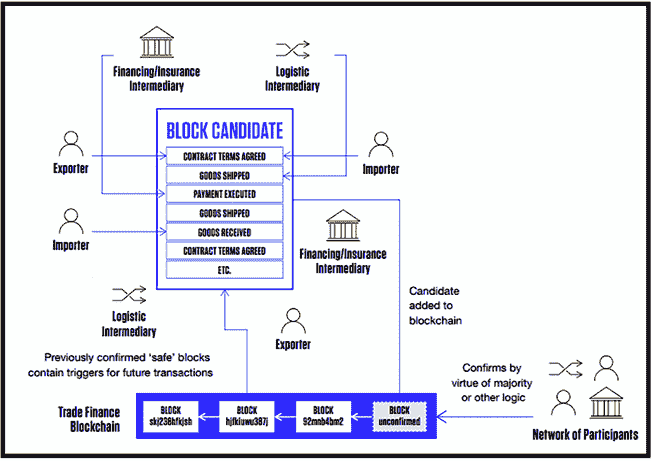 Financing/Insurance
Intermediary
Logistic
Intermediary
BLOCK CANDIDATE
CONTRACT TERMS AGREED
GOODS SHIPPED
PAYMENT EXECUTED
GOODS SHIPPED
GOODS RECEIVED
CONTRACT TERMS AGREED
ETC.
Exporter
Importer
Importer
Financing/Insurance
Intermediary
Logistic
Intermediary
Exporter
Candidate
added to
blockchain
Previously confirmed 'safe' blocks
contain triggers for future transactions
Confirms by
virtue of majority
or other logic
Trade Finance
Blockchain
BLOCK
skj238hfkjsh
BLOCK
hjfkiuwu387j
BLOCK
92mnb4bm2
BLOCK
unconfirmed
Network of Participants